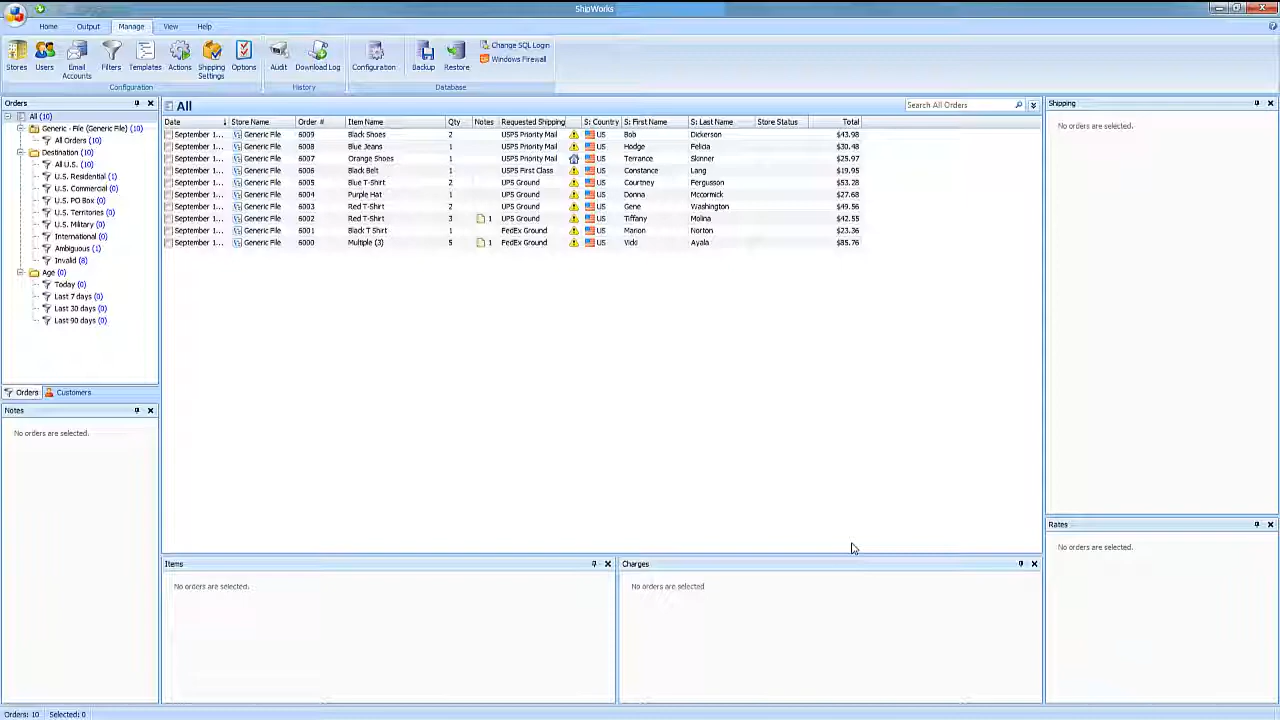 ShipWorks
Home Output Manage View Help
Stores Users Email Accounts Filters Templates Actions Shipping Settings Options Audit Download Log Configuration Backup Restore Change SQL Login
Windows Firewall
Configuration History Database
Orders
All (10)
Generic - File (Generic File) (10)
All Orders (10)
Destination (10)
All U.S. (10)
U.S. Residential (1)
U.S. Commercial (0)
U.S. PO Box (0)
U.S. Territories (0)
U.S. Military (0)
International (0)
Ambiguous (1)
Invalid (8)
Age (0)
Today (0)
Last 7 days (0)
Last 30 days (0)
Last 90 days (0)
Orders Customers
Notes
No orders are selected.
All Search All Orders
Date Store Name Order # Item Name Qty Notes Requested Shipping S: Country S: First Name S: Last Name Store Status Total
September 1... Generic File 6009 Black Shoes 2 USPS Priority Mail US Bob Dickerson $43.98
September 1... Generic File 6008 Blue Jeans 1 USPS Priority Mail US Hodge Felicia $30.48
September 1... Generic File 6007 Orange Shoes 1 USPS Priority Mail US Terrance Skinner $25.97
September 1... Generic File 6006 Black Belt 1 USPS First Class US Constance Lang $19.95
September 1... Generic File 6005 Blue T-Shirt 2 UPS Ground US Courtney Fergusson $53.28
September 1... Generic File 6004 Purple Hat 1 UPS Ground US Donna Mccormick $27.68
September 1... Generic File 6003 Red T-Shirt 2 UPS Ground US Gene Washington $49.56
September 1... Generic File 6002 Red T-Shirt 3 1 UPS Ground US Tiffany Molina $42.55
September 1... Generic File 6001 Black T Shirt 1 FedEx Ground US Marion Norton $23.36
September 1... Generic File 6000 Multiple (3) 5 1 FedEx Ground US Vicki Ayala $85.76
Items
No orders are selected.
Charges
No orders are selected
Shipping
No orders are selected.
Rates
No orders are selected.
Orders: 10 Selected: 0